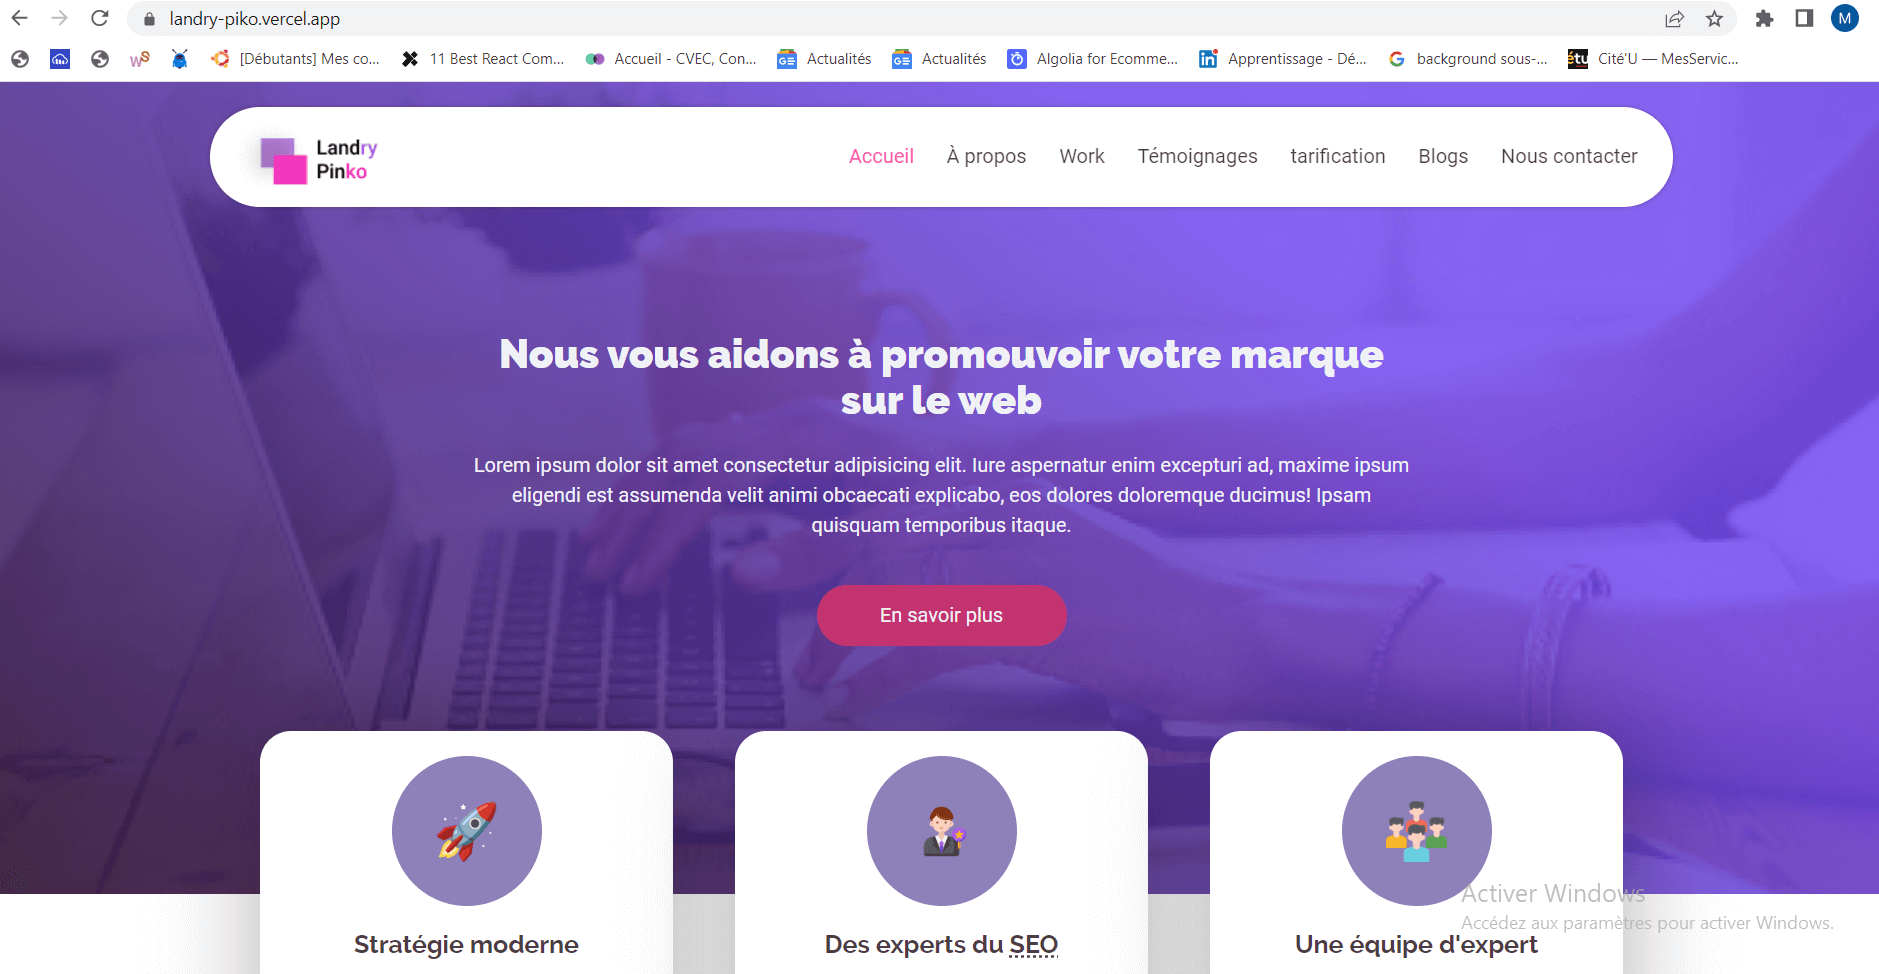 landry-piko.vercel.app
M
[Débutants] Mes co...
11 Best React Com...
Accueil - CVEC, Con...
Actualités
Actualités
Algolia for Ecomme...
Apprentissage - Dé...
background sous-...
Cité'U — MesServic...
Landry
Pinko
Accueil
À propos
Work
Témoignages
tarification
Blogs
Nous contacter
Nous vous aidons à promouvoir votre marque
sur le web
Lorem ipsum dolor sit amet consectetur adipisicing elit. Iure aspernatur enim excepturi ad, maxime ipsum
eligendi est assumenda velit animi obcaecati explicabo, eos dolores doloremque ducimus! Ipsam
quisquam temporibus itaque.
En savoir plus
Stratégie moderne
Des experts du SEO
Une équipe d'expert
Activer Windows
Accédez aux paramètres pour activer Windows.